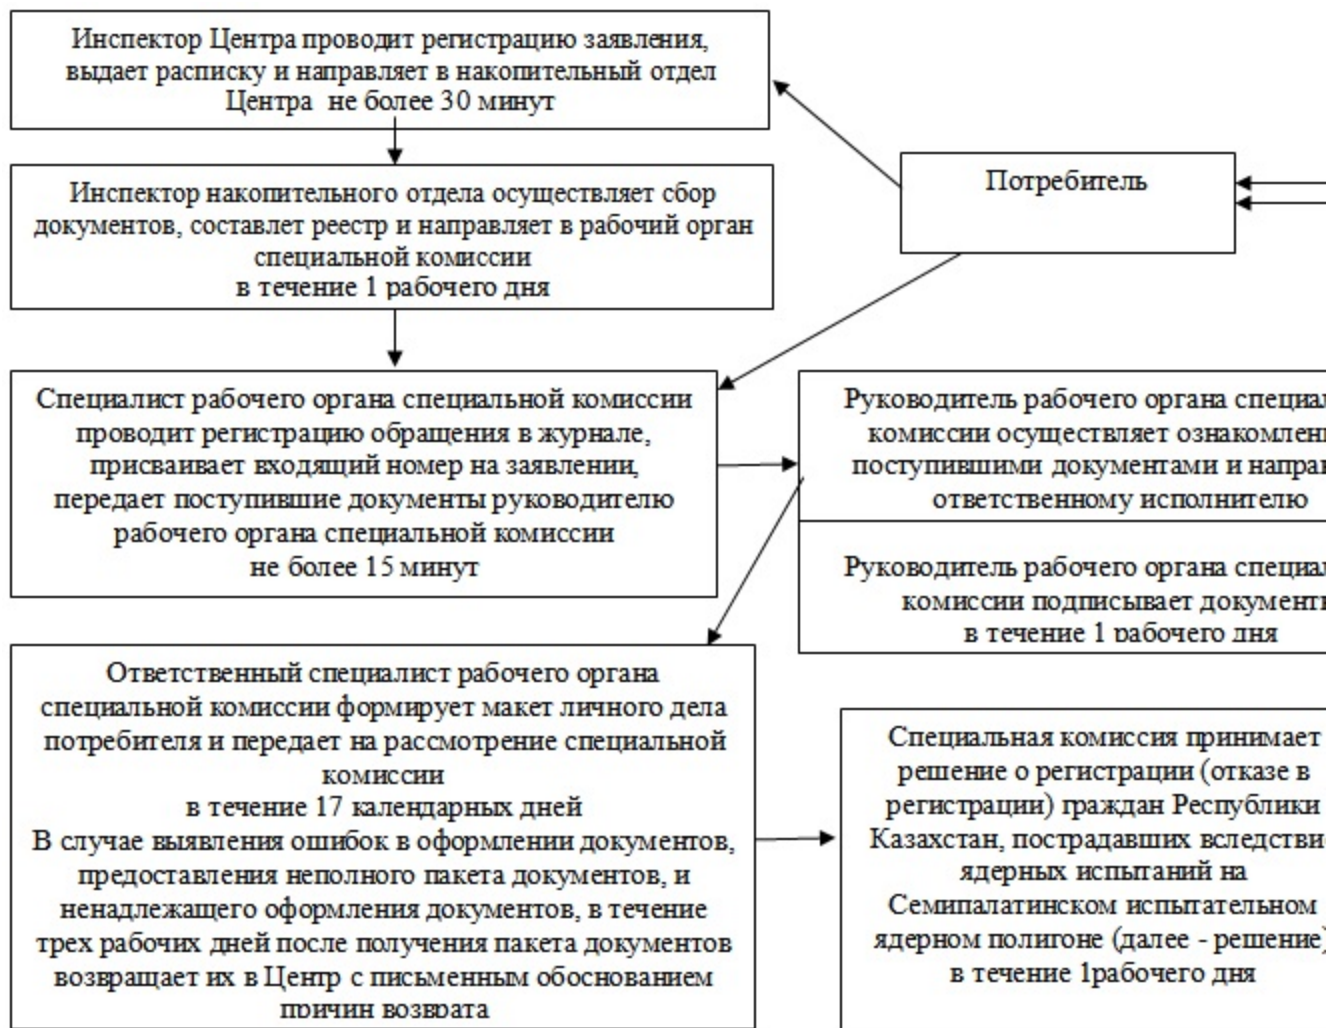 Инспектор Центра проводит регистрацию заявления,
выдает расписку и направляет в накопительный отдел
Центра не более 30 минут
Потребитель
Инспектор накопительного отдела осуществляет сбор
документов, составлет реестр и направляет в рабочий орган
специальной комиссии
в течение 1 рабочего дня
Специалист рабочего органа специальной комиссии
проводит регистрацию обращения в журнале,
присваивает входящий номер на заявлении,
передает поступившие документы руководителю
рабочего органа специальной комиссии
не более 15 минут
Руководитель рабочего органа
комиссии осуществляет
поступившими документами и
ответственному исполнителю
Руководитель рабочего органа
комиссии подписывает
в течение 1 рабочего дня
Ответственный специалист рабочего органа
специальной комиссии формирует макет личного дела
потребителя и передает на рассмотрение специальной
комиссии
в течение 17 календарных дней
В случае выявления ошибок в оформлении документов,
предоставления неполного пакета документов, и
ненадлежащего оформления документов, в течение
трех рабочих дней после получения пакета документов
возвращает их в Центр с письменным обоснованием
причин возврата
Специальная комиссия принимает
решение о регистрации (отказе в
регистрации) граждан Республики
Казахстан, пострадавших
ядерных испытаний на
Семипалатинском испытательном
ядерном полигоне (далее - решение)
в течение 1рабочего дня